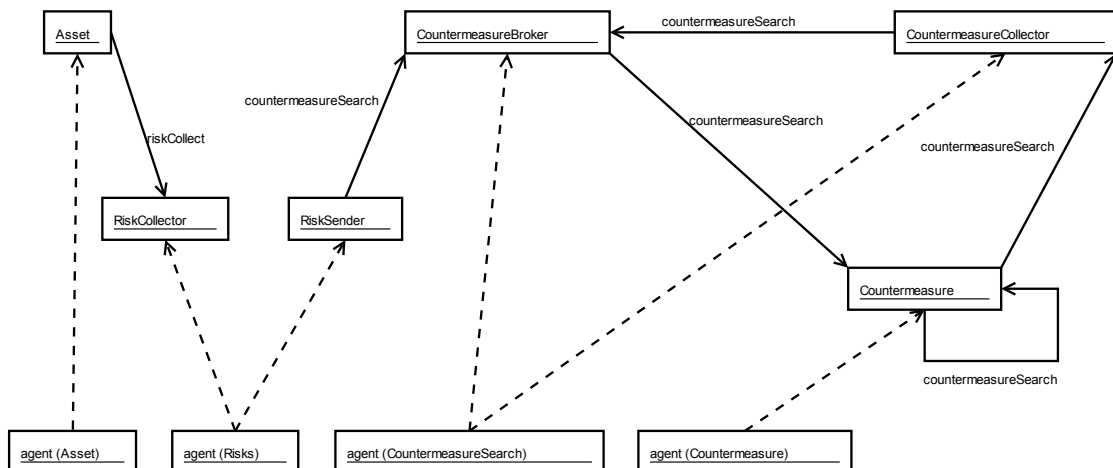 countermeasureSearch
Asset
CountermeasureBroker
CountermeasureCollector
countermeasureSearch
countermeasureSearch
riskCollect
countermeasureSearch
RiskCollector
RiskSender
Countermeasure
countermeasureSearch
agent (Asset)
agent (Risks)
agent (CountermeasureSearch)
agent (Countermeasure)